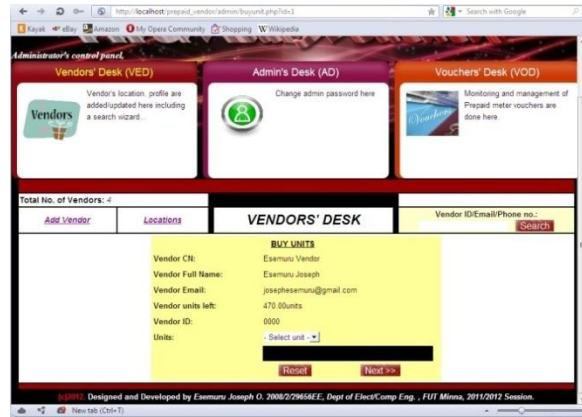 http://localhost/prepaid_vendor/admin/buyunit.php?id=1
Search with Google
Kayak eBay Amazon My Opera Community Shopping Wikipedia
Administrator's control panel,
Vendors' Desk (VED)
Admin's Desk (AD)
Vouchers' Desk (VOD)
Vendors
Vendor's location, profile are
added/updated here including
a search wizard...
Change admin password here
Vouchers
Monitoring and management of
Prepaid meter vouchers are
done here.
Total No. of Vendors: 4
Add Vendor
Locations
VENDORS' DESK
Vendor ID/Email/Phone no.:
Search
BUY UNITS
Vendor CN: Esemuru Vendor
Vendor Full Name: Esemuru Joseph
Vendor Email: josephesemuru@gmail.com
Vendor units left: 470.00units
Vendor ID: 0000
Units: - Select unit -
Reset Next >>
(c)2012. Designed and Developed by Esemuru Joseph O. 2008/2/29656EE, Dept of Elect/Comp Eng. , FUT Minna, 2011/2012 Session.
New tab (Ctrl+T)